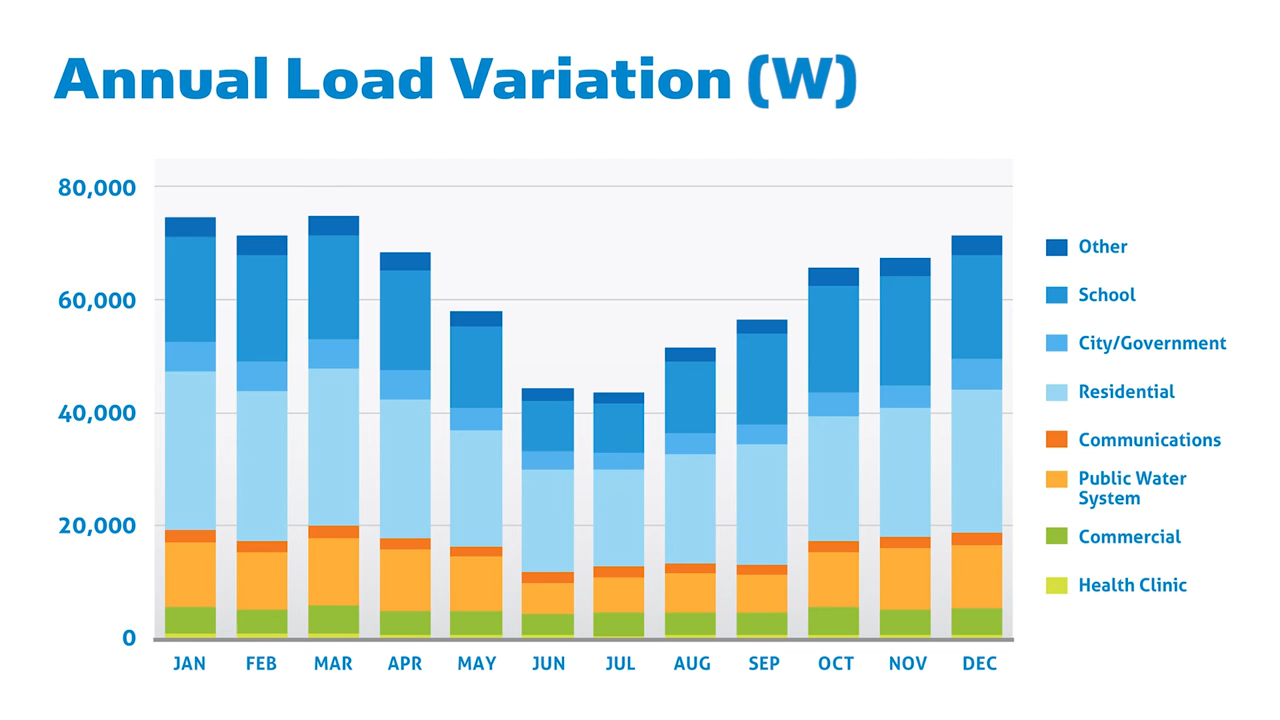 Annual Load Variation (W)
80,000
60,000
40,000
20,000
0
JAN FEB MAR APR MAY JUN JUL AUG SEP OCT NOV DEC
Other
School
City/Government
Residential
Communications
Public Water
System
Commercial
Health Clinic